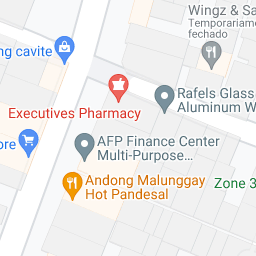 Wingz & Sa
Temporariam
fechado
ng cavite
Rafels Glass
Aluminum W
Executives Pharmacy
ore
AFP Finance Center
Multi-Purpose...
Andong Malunggay
Hot Pandesal
Zone 3